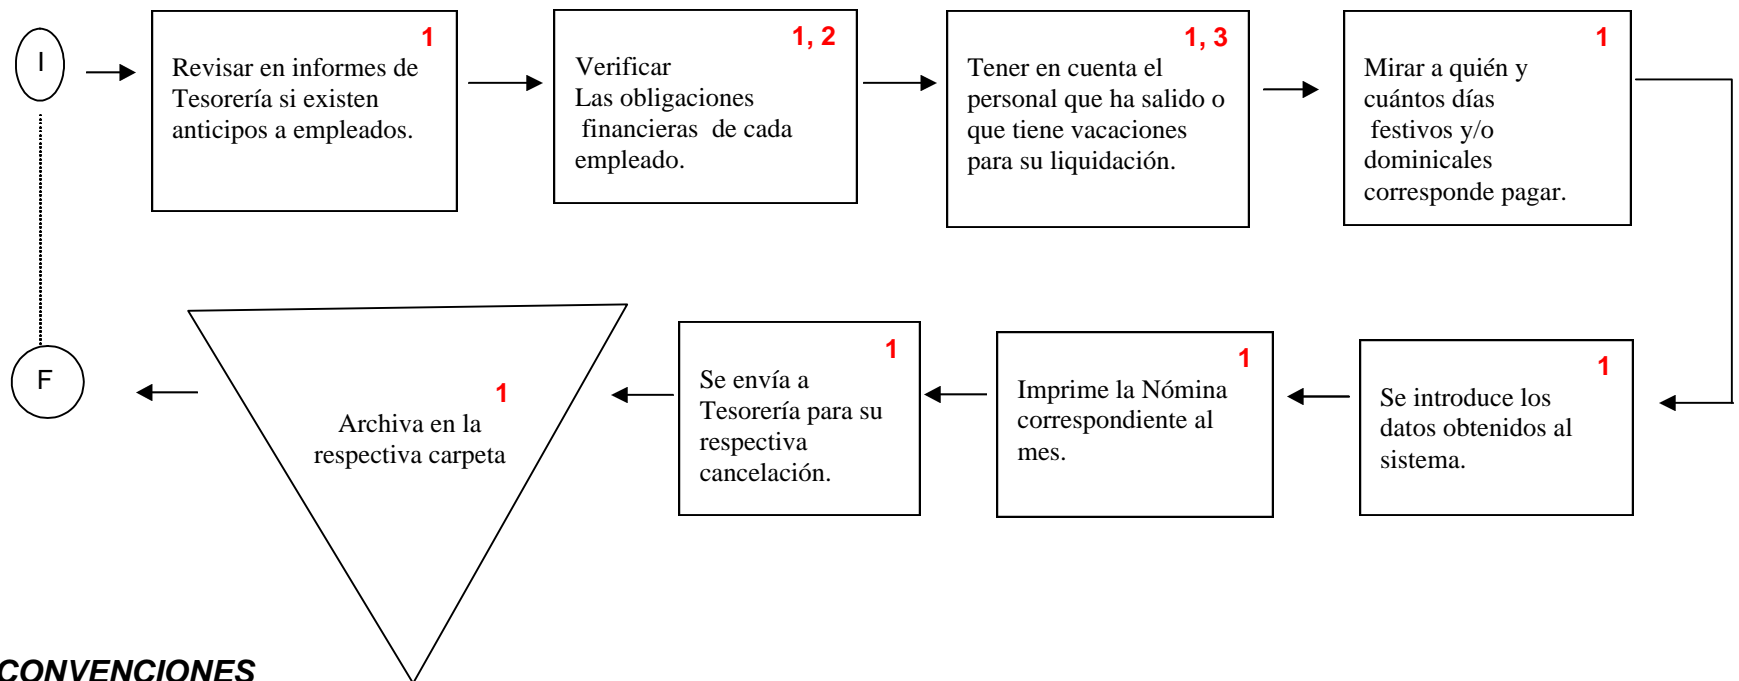 I
1
Revisar en informes de
Tesorería si existen
anticipos a empleados.
1, 2
Verificar
Las obligaciones
financieras de cada
empleado.
1, 3
Tener en cuenta el
personal que ha salido o
que tiene vacaciones
para su liquidación.
1
Mirar a quién y
cuántos días
festivos y/o
dominicales
corresponde pagar.
1
Se introduce los
datos obtenidos al
sistema.
1
Imprime la Nómina
correspondiente al
mes.
1
Se envía a
Tesorería para su
respectiva
cancelación.
1
Archiva en la
respectiva carpeta
F
CONVENCIONES